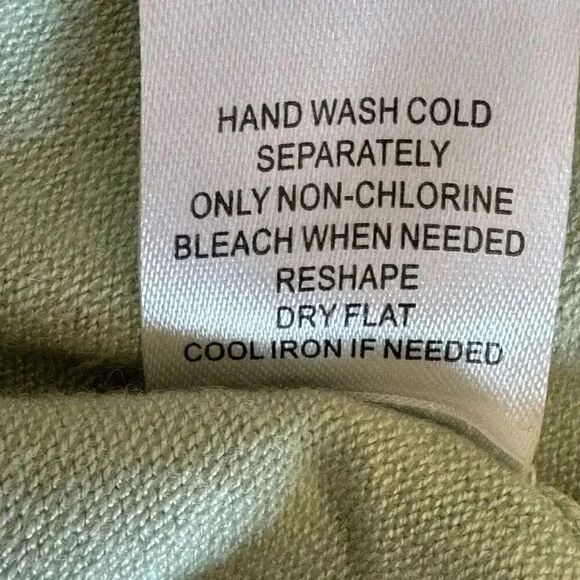 HAND WASH COLD
SEPARATELY
ONLY NON-CHLORINE
BLEACH WHEN NEEDED
RESHAPE
DRY FLAT
COOL IRON IF NEEDED